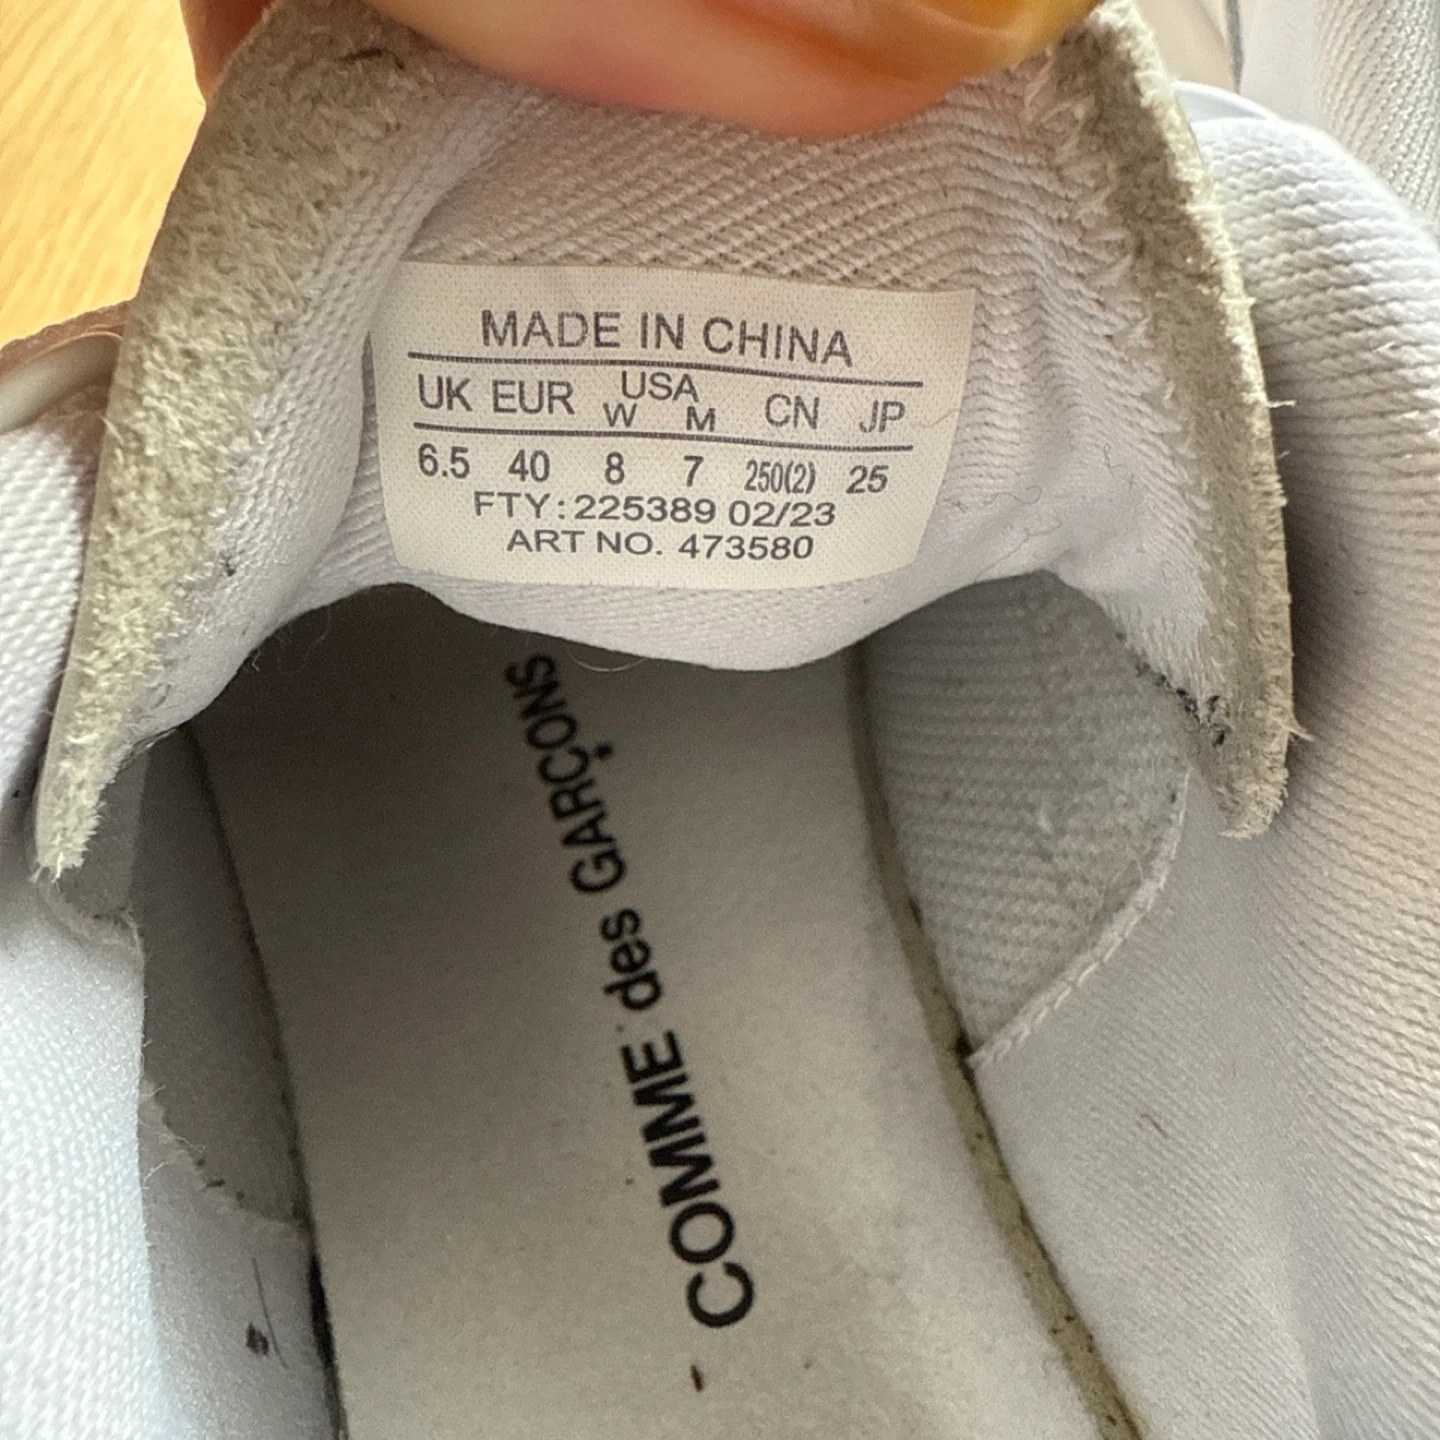 MADE IN CHINA
UK EUR USA W M CN JP
6.5 40 8 7 250(2) 25
FTY: 225389 02/23
ART NO. 473580
COMME des GARÇONS